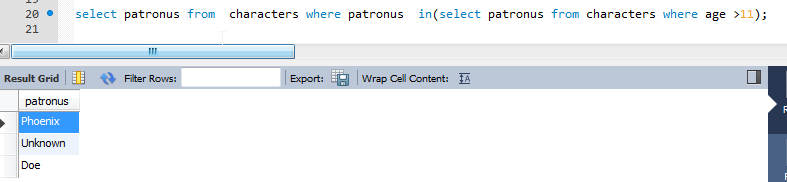 20 select patronus from characters where patronus in(select patronus from characters where age >11);
21
Result Grid Filter Rows: Export: Wrap Cell Content: IA
patronus
Phoenix
Unknown
Doe